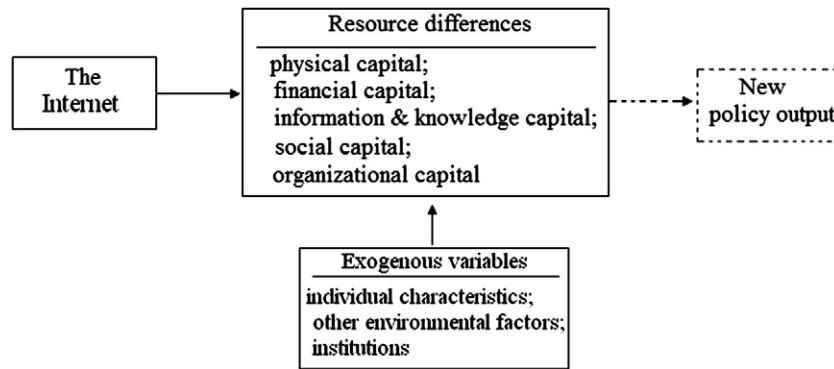 The
Internet
Resource differences
physical capital;
financial capital;
information & knowledge capital;
social capital;
organizational capital
New
policy output
Exogenous variables
individual characteristics;
other environmental factors;
institutions